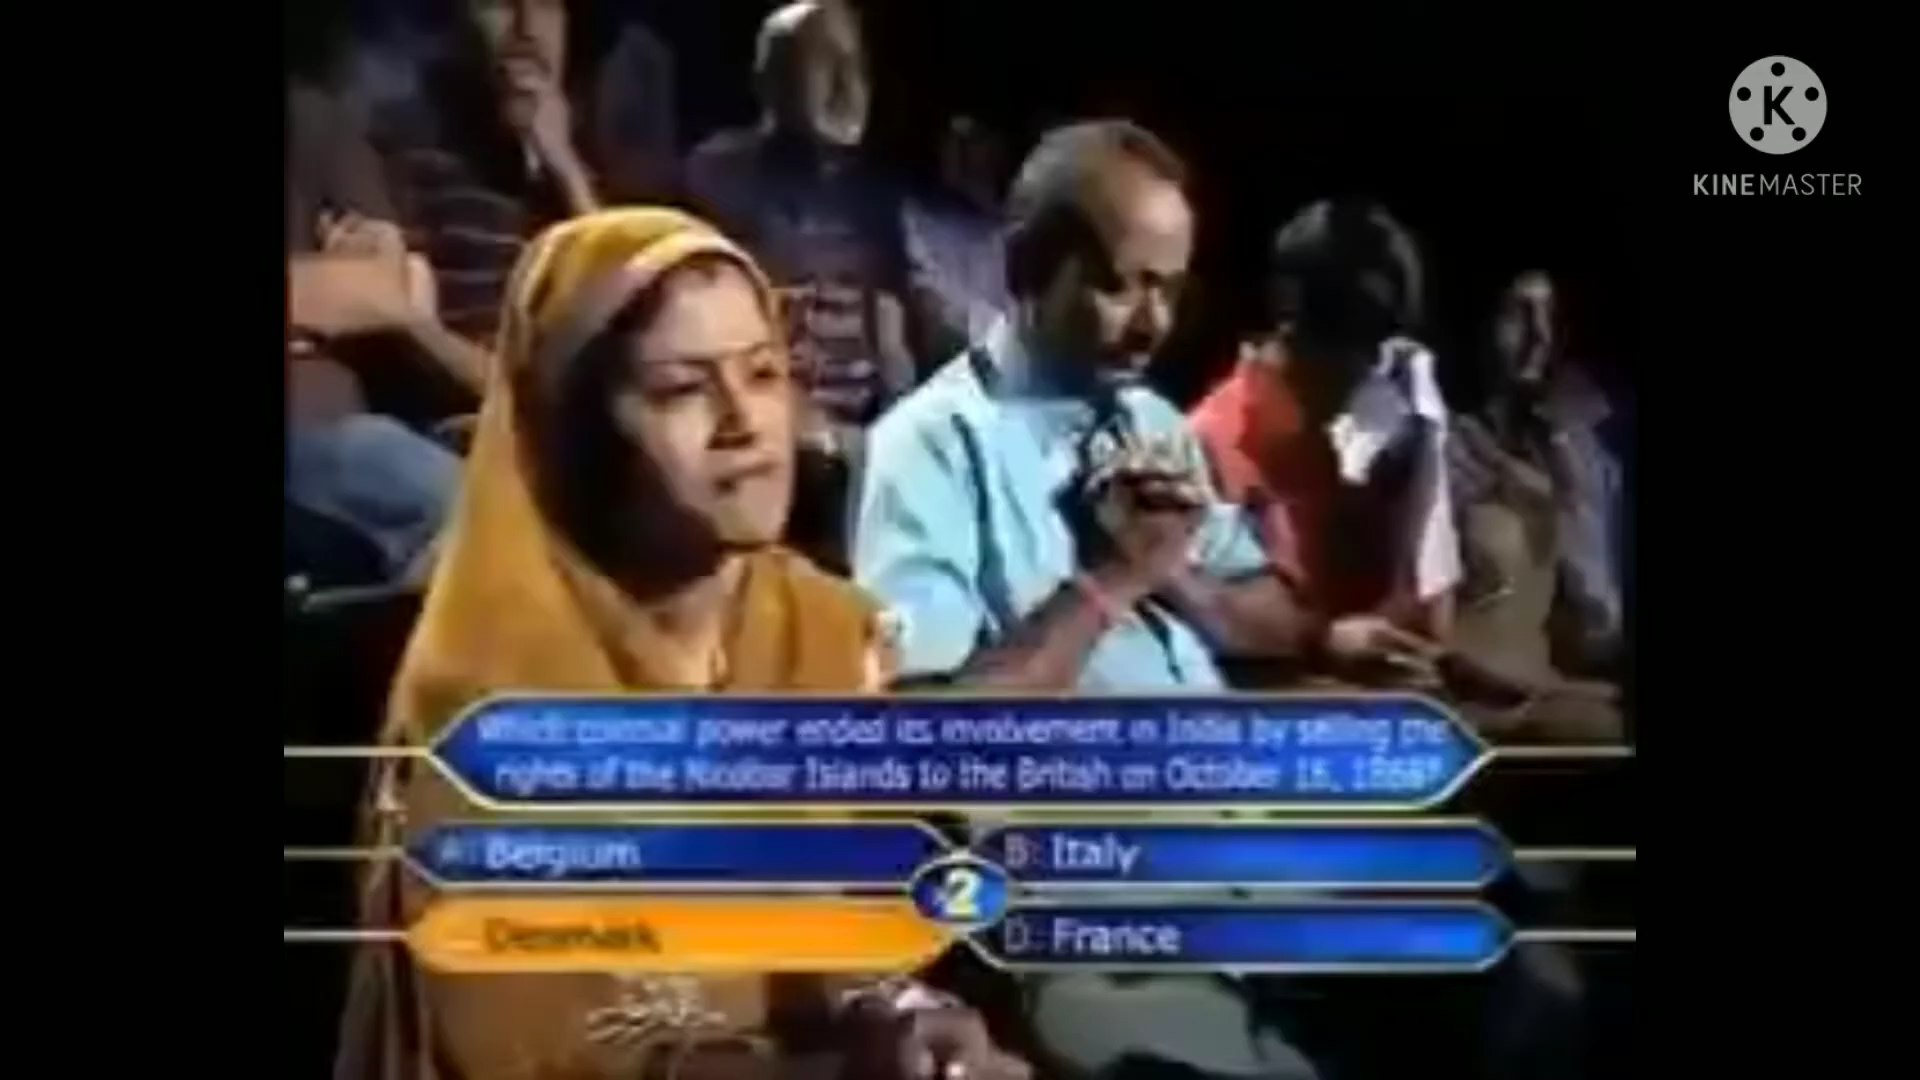 KINEMASTER
Which colonial power ended its involvement in India by selling the
rights of the Nicobar Islands to the British on October 16, 1868?
A: Belgium
B: Italy
2
Denmark
D: France